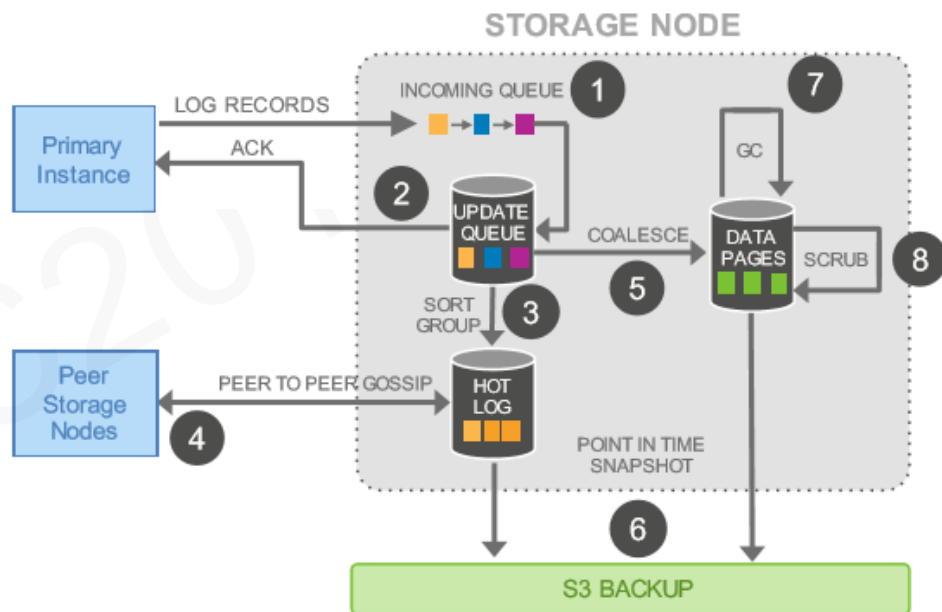 STORAGE NODE
INCOMING QUEUE
1
7
LOG RECORDS
Primary
Instance
ACK
GC
2
UPDATE
QUEUE
COALESCE
DATA
PAGES
SCRUB
8
5
SORT
GROUP
3
Peer
Storage
Nodes
PEER TO PEER GOSSIP
HOT
LOG
4
POINT IN TIME
SNAPSHOT
6
S3 BACKUP